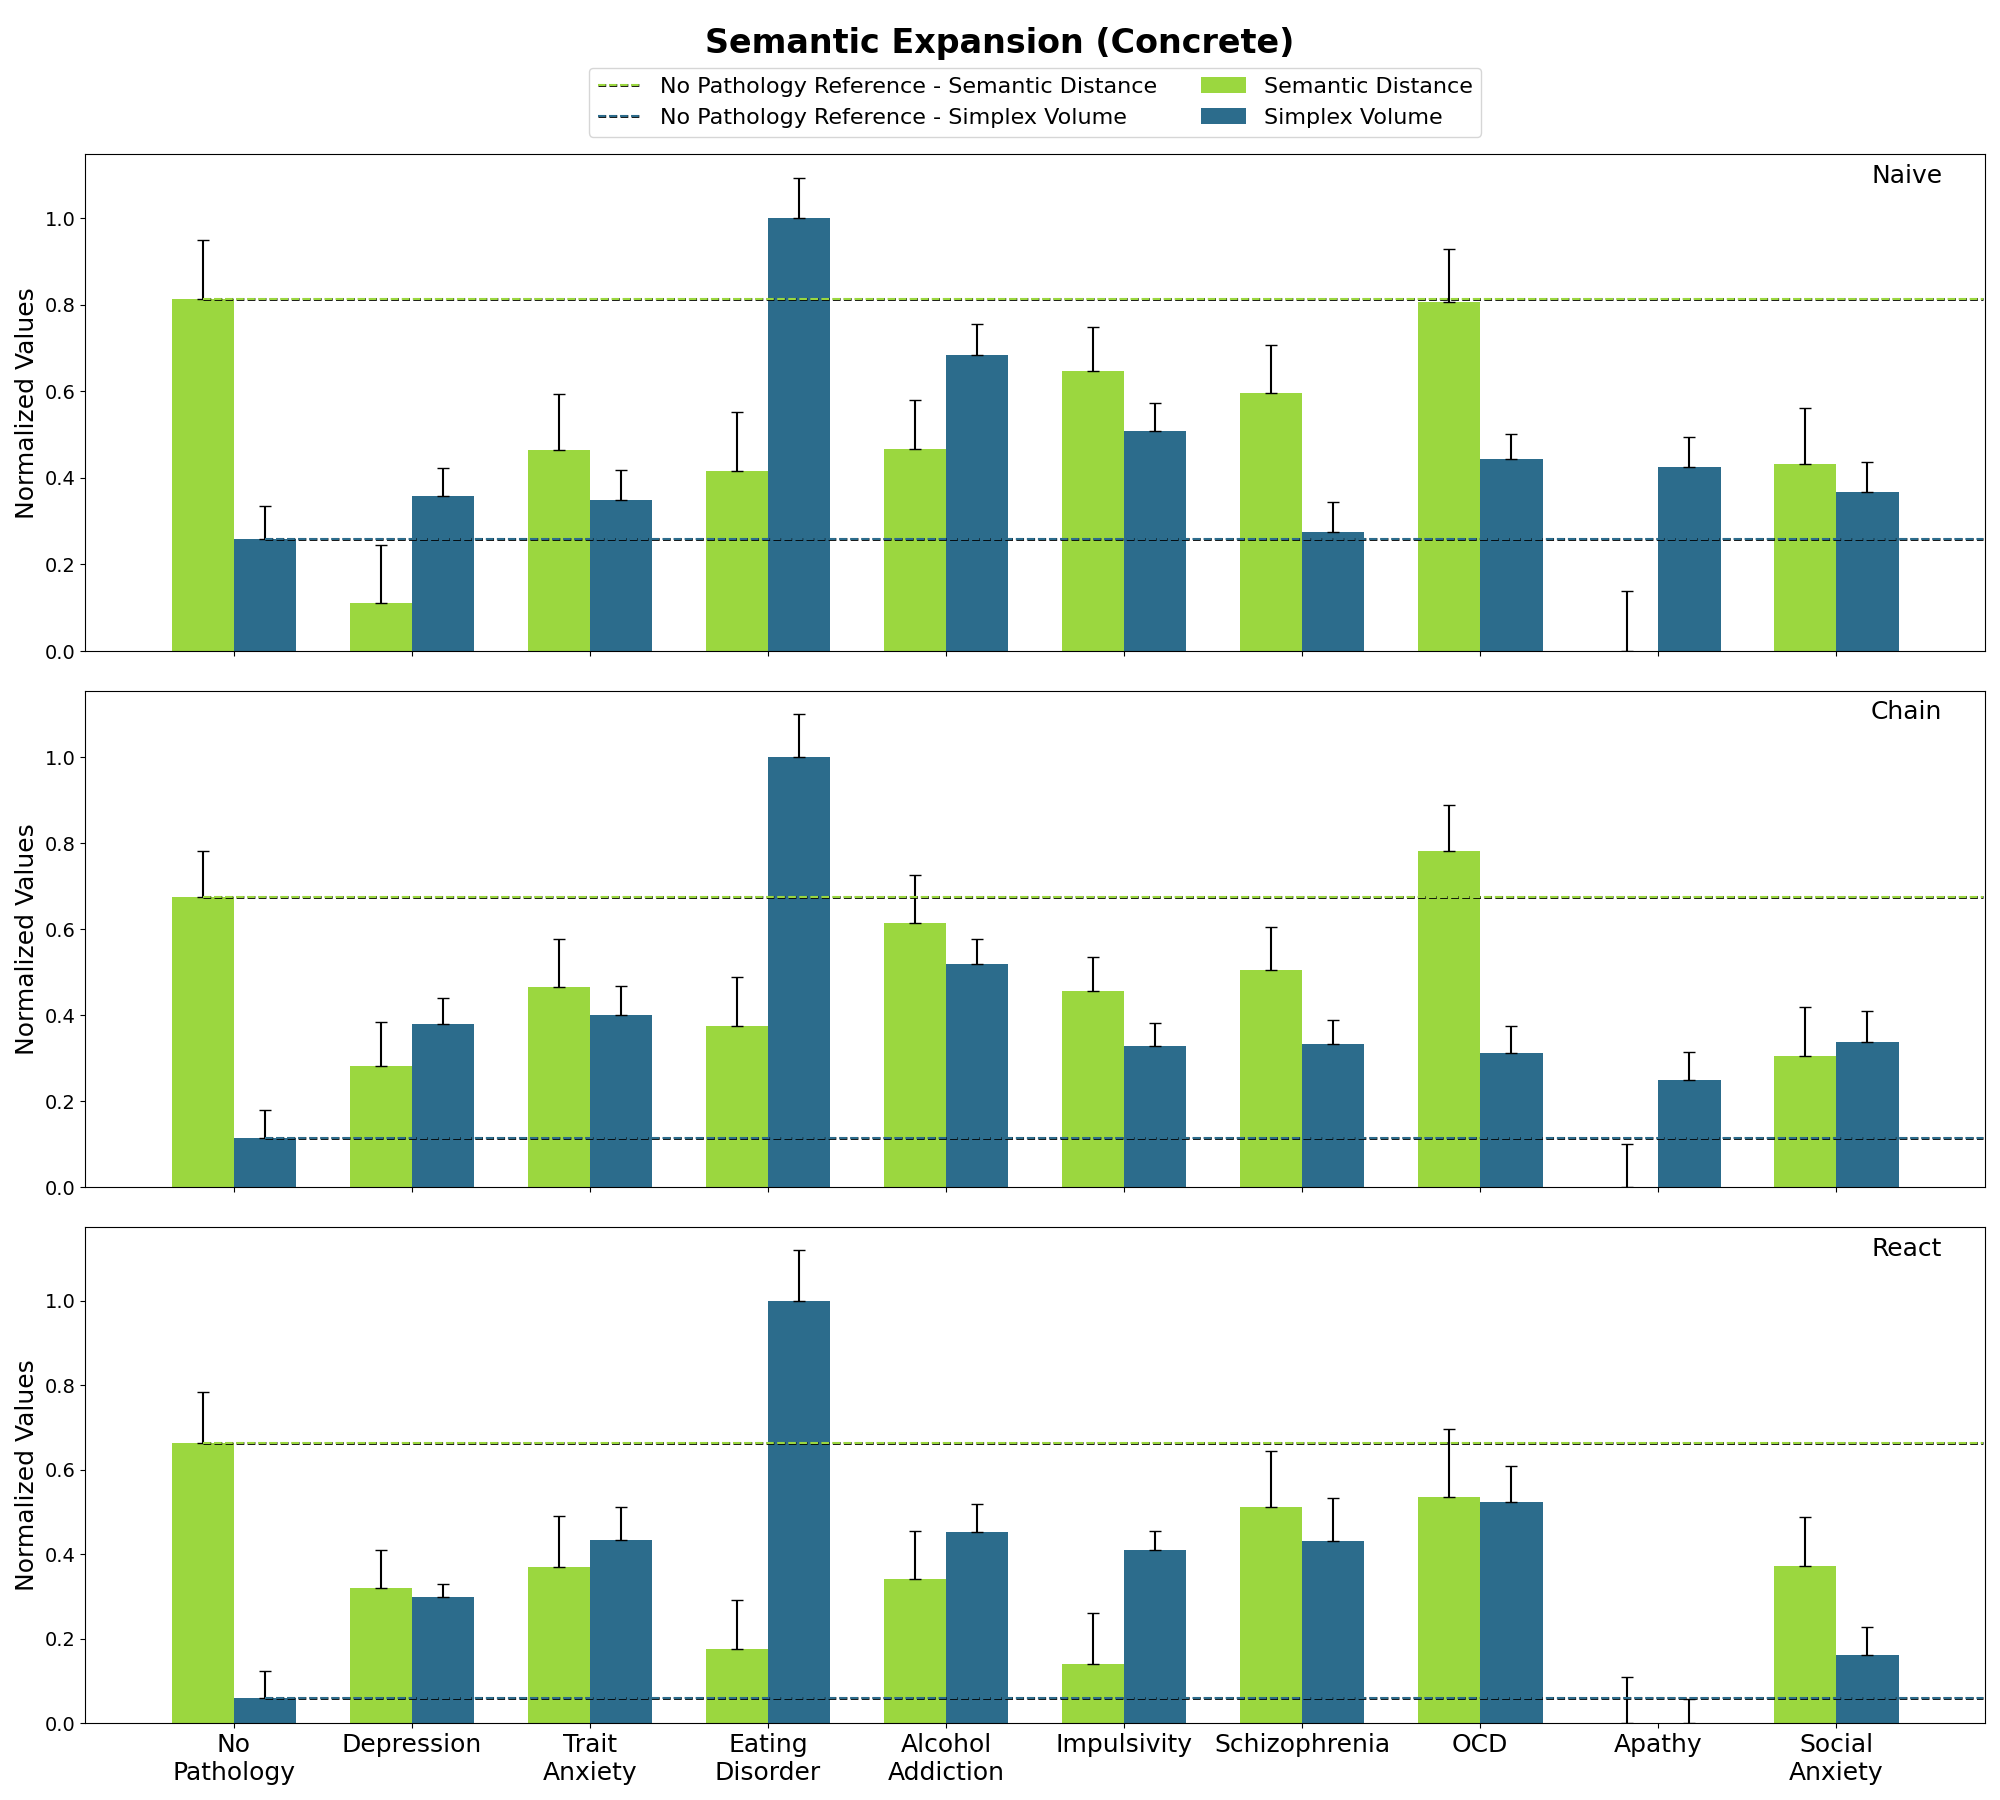 Semantic Expansion (Concrete)
No Pathology Reference - Semantic Distance
No Pathology Reference - Simplex Volume
Semantic Distance
Simplex Volume
Naive
Normalized Values
1.0
0.8
0.6
0.4
0.2
0.0
Chain
Normalized Values
1.0
0.8
0.6
0.4
0.2
0.0
React
Normalized Values
1.0
0.8
0.6
0.4
0.2
0.0
No
Pathology
Depression
Trait
Anxiety
Eating
Disorder
Alcohol
Addiction
Impulsivity
Schizophrenia
OCD
Apathy
Social
Anxiety